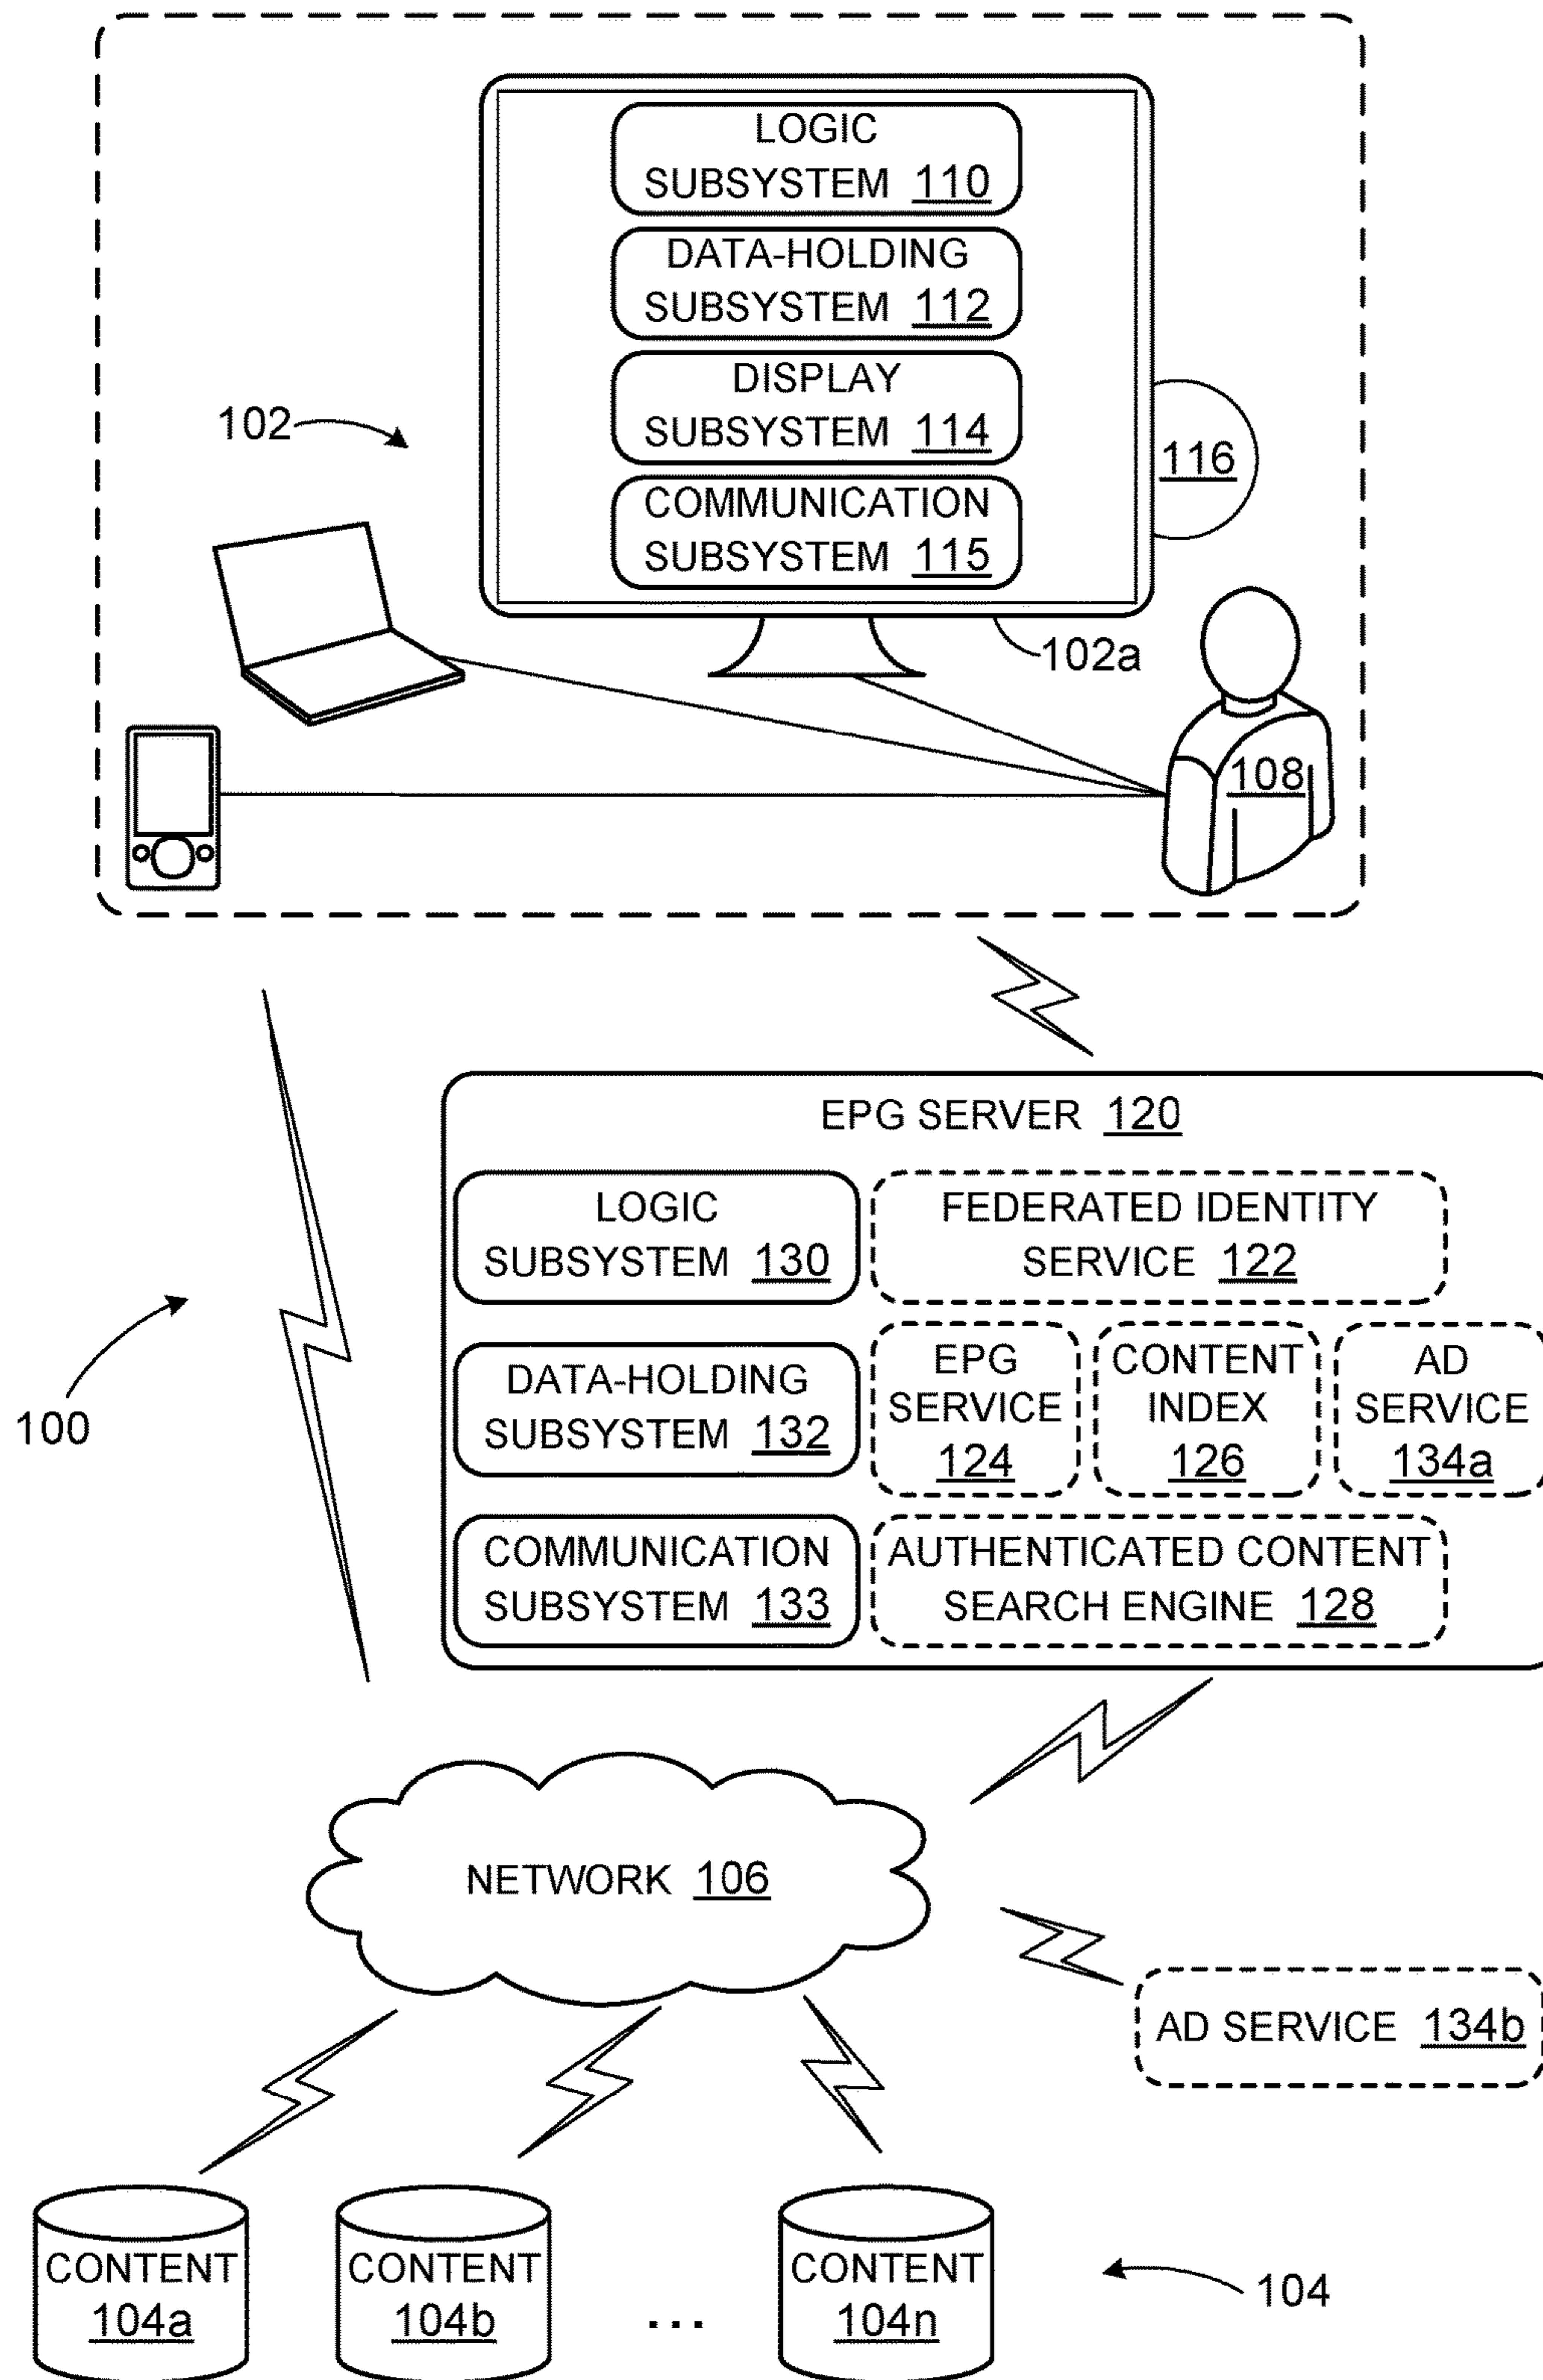 LOGIC
SUBSYSTEM 110
DATA-HOLDING
SUBSYSTEM 112
DISPLAY
SUBSYSTEM 114
COMMUNICATION
SUBSYSTEM 115
102
116
102a
108
EPG SERVER 120
LOGIC
SUBSYSTEM 130
FEDERATED IDENTITY
SERVICE 122
DATA-HOLDING
SUBSYSTEM 132
EPG
SERVICE
124
CONTENT
INDEX
126
AD
SERVICE
134a
100
COMMUNICATION
SUBSYSTEM 133
AUTHENTICATED CONTENT
SEARCH ENGINE 128
NETWORK 106
AD SERVICE 134b
CONTENT
104a
CONTENT
104b
...
CONTENT
104n
104